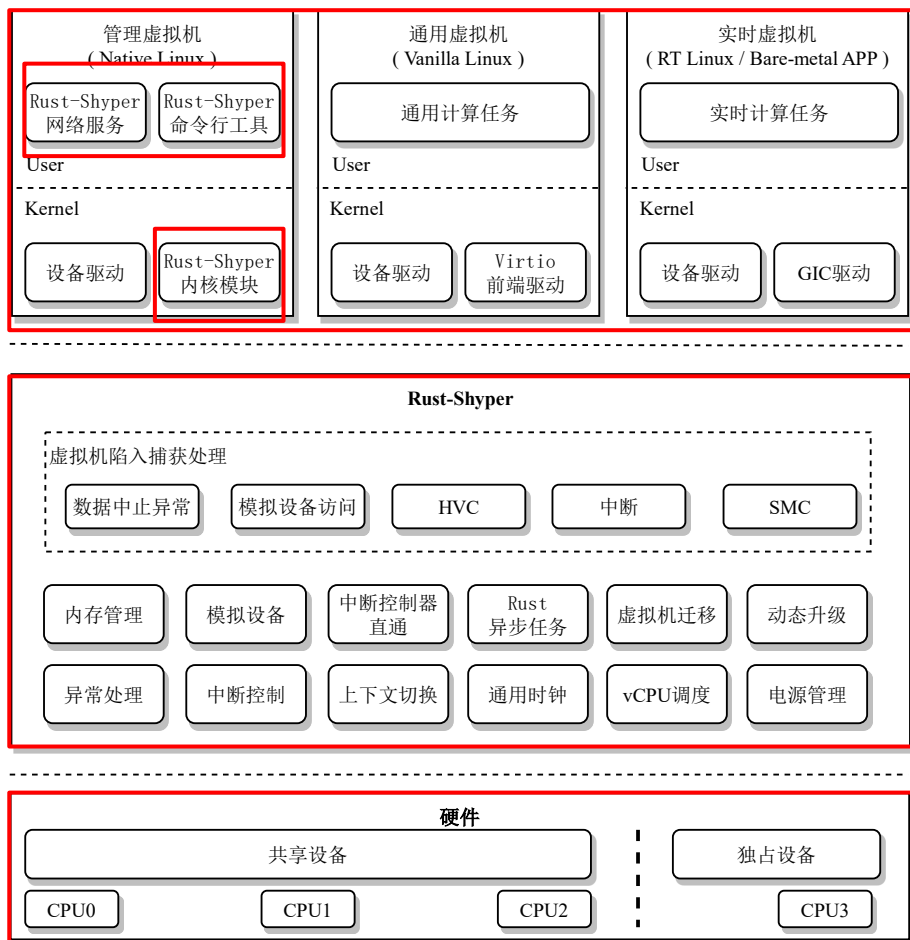 管理虚拟机
( Native Linux )
Rust-Shyper
网络服务
Rust-Shyper
命令行工具
User
Kernel
设备驱动
Rust-Shyper
内核模块
通用虚拟机
( Vanilla Linux )
通用计算任务
User
Kernel
设备驱动
Virtio
前端驱动
实时虚拟机
( RT Linux / Bare-metal APP )
实时计算任务
User
Kernel
设备驱动
GIC驱动
Rust-Shyper
虚拟机陷入捕获处理
数据中止异常
模拟设备访问
HVC
中断
SMC
内存管理
模拟设备
中断控制器
直通
Rust
异步任务
虚拟机迁移
动态升级
异常处理
中断控制
上下文切换
通用时钟
vCPU调度
电源管理
硬件
共享设备
独占设备
CPU0
CPU1
CPU2
CPU3